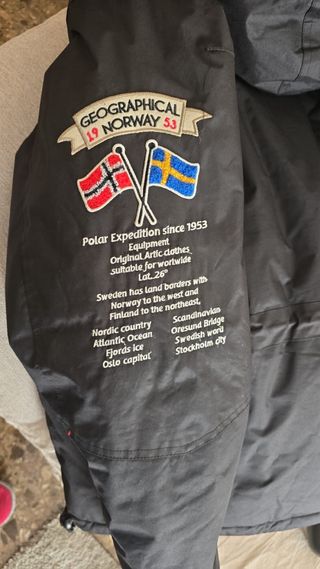 GEOGRAPHICAL
19 NORWAY 53
Polar Expedition since 1953
Equipment
Original Artic clothes
suitable for worlwide
Lat..26°
Sweden has land borders with
Norway to the west and
Finland to the northeast,
Nordic country
Atlantic Ocean
Fjords ice
Oslo capital
Scandinavian
Oresund Bridge
Swedish word
Stockholm city